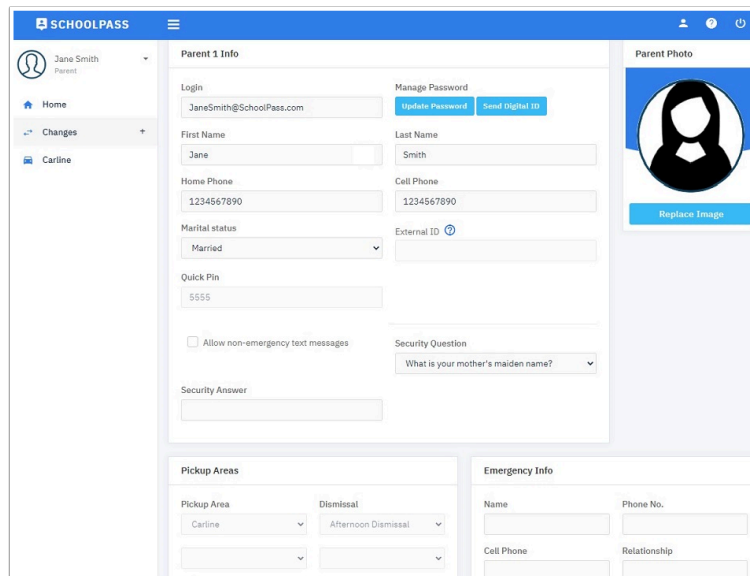 SCHOOLPASS
Jane Smith
Parent
Home
Changes +
Carline
Parent 1 Info
Login
Manage Password
JaneSmith@SchoolPass.com
Update Password Send Digital ID
First Name
Last Name
Jane
Smith
Home Phone
Cell Phone
1234567890
1234567890
Marital status
External ID ?
Married
Quick Pin
5555
Allow non-emergency text messages
Security Question
What is your mother's maiden name?
Security Answer
Parent Photo
Replace Image
Pickup Areas
Pickup Area
Dismissal
Carline
Afternoon Dismissal
Emergency Info
Name
Phone No.
Cell Phone
Relationship